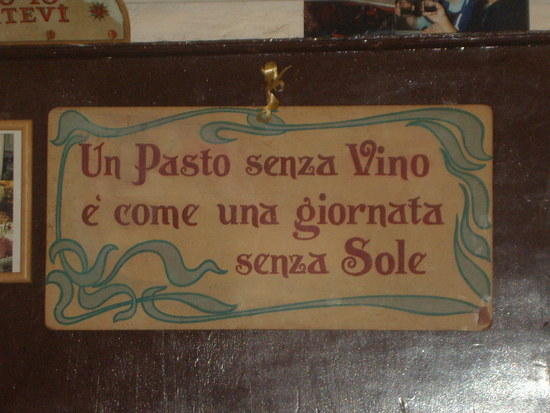 TEVI
Un Pasto senza Vino
è come una giornata
senza Sole